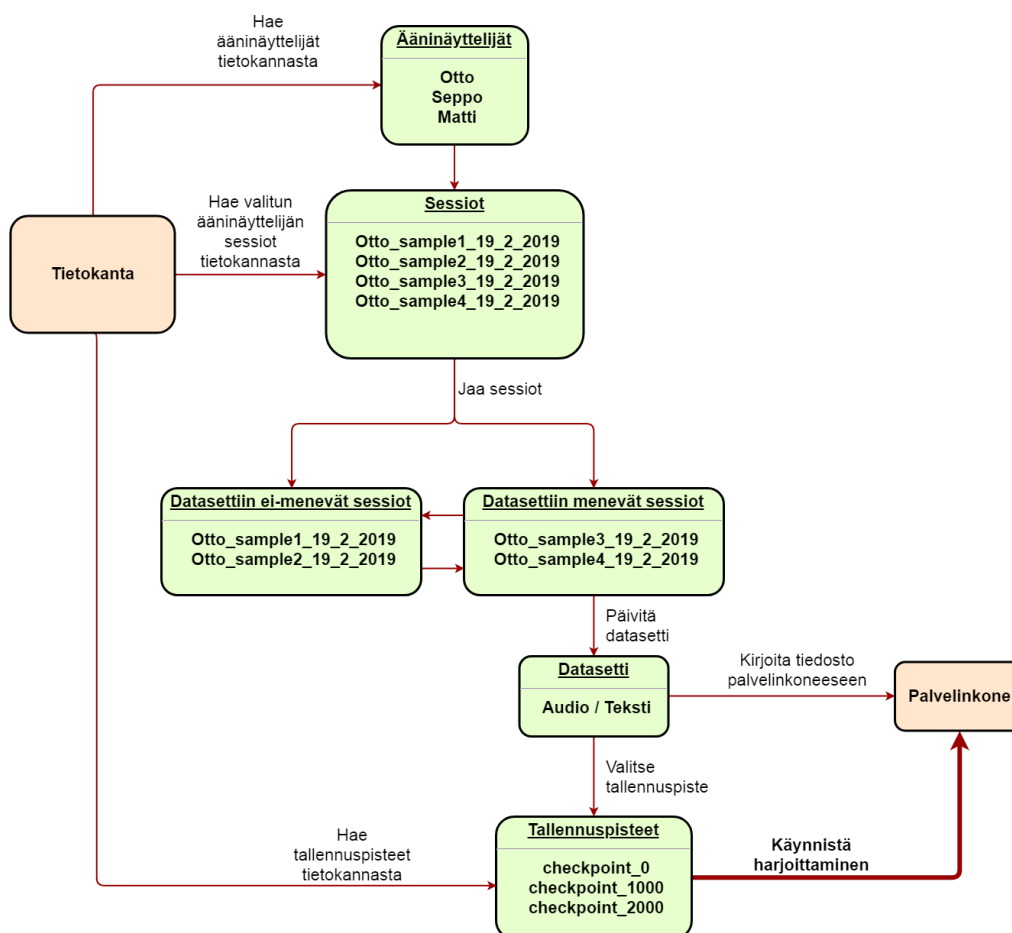 Hae
ääninäyttelijät
tietokannasta
Ääninäyttelijät
Otto
Seppo
Matti
Hae valitun
ääninäyttelijän
sessiot
tietokannasta
Sessiot
Otto_sample1_19_2_2019
Otto_sample2_19_2_2019
Otto_sample3_19_2_2019
Otto_sample4_19_2_2019
Tietokanta
Jaa sessiot
Datasettiin ei-menevät sessiot
Otto_sample1_19_2_2019
Otto_sample2_19_2_2019
Datasettiin menevät sessiot
Otto_sample3_19_2_2019
Otto_sample4_19_2_2019
Päivitä
datasetti
Datasetti
Audio / Teksti
Kirjoita tiedosto
palvelinkoneeseen
Palvelinkone
Valitse
tallennuspiste
Hae
tallennuspisteet
tietokannasta
Tallennuspisteet
checkpoint_0
checkpoint_1000
checkpoint_2000
Käynnistä
harjoittaminen